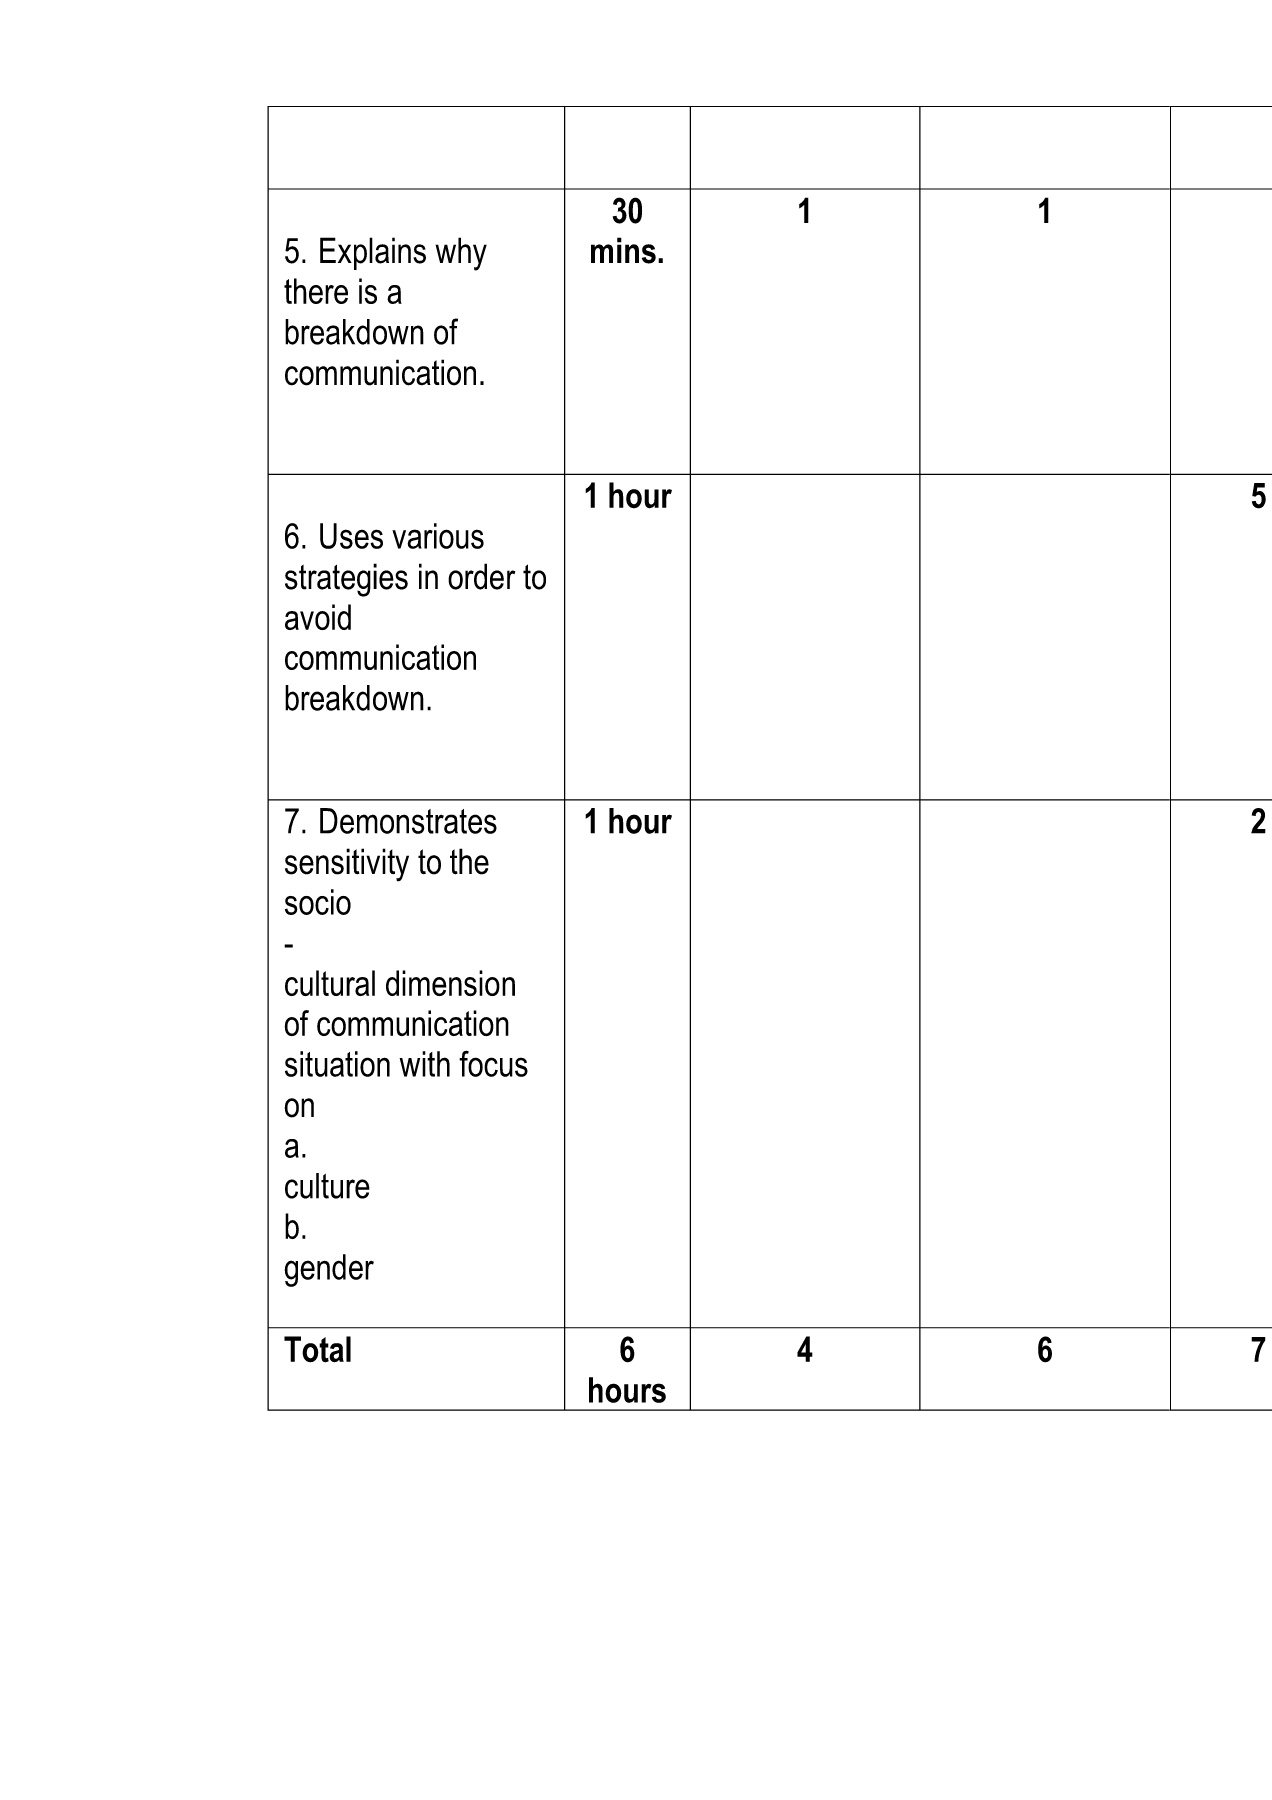 30 1 1
mins.
5. Explains why
there is a
breakdown of
communication.
1 hour 5
6. Uses various
strategies in order to
avoid
communication
breakdown.
7. Demonstrates 1 hour 2
sensitivity to the
socio
-
cultural dimension
of communication
situation with focus
on
a.
culture
b.
gender
Total 6 4 6 7
hours